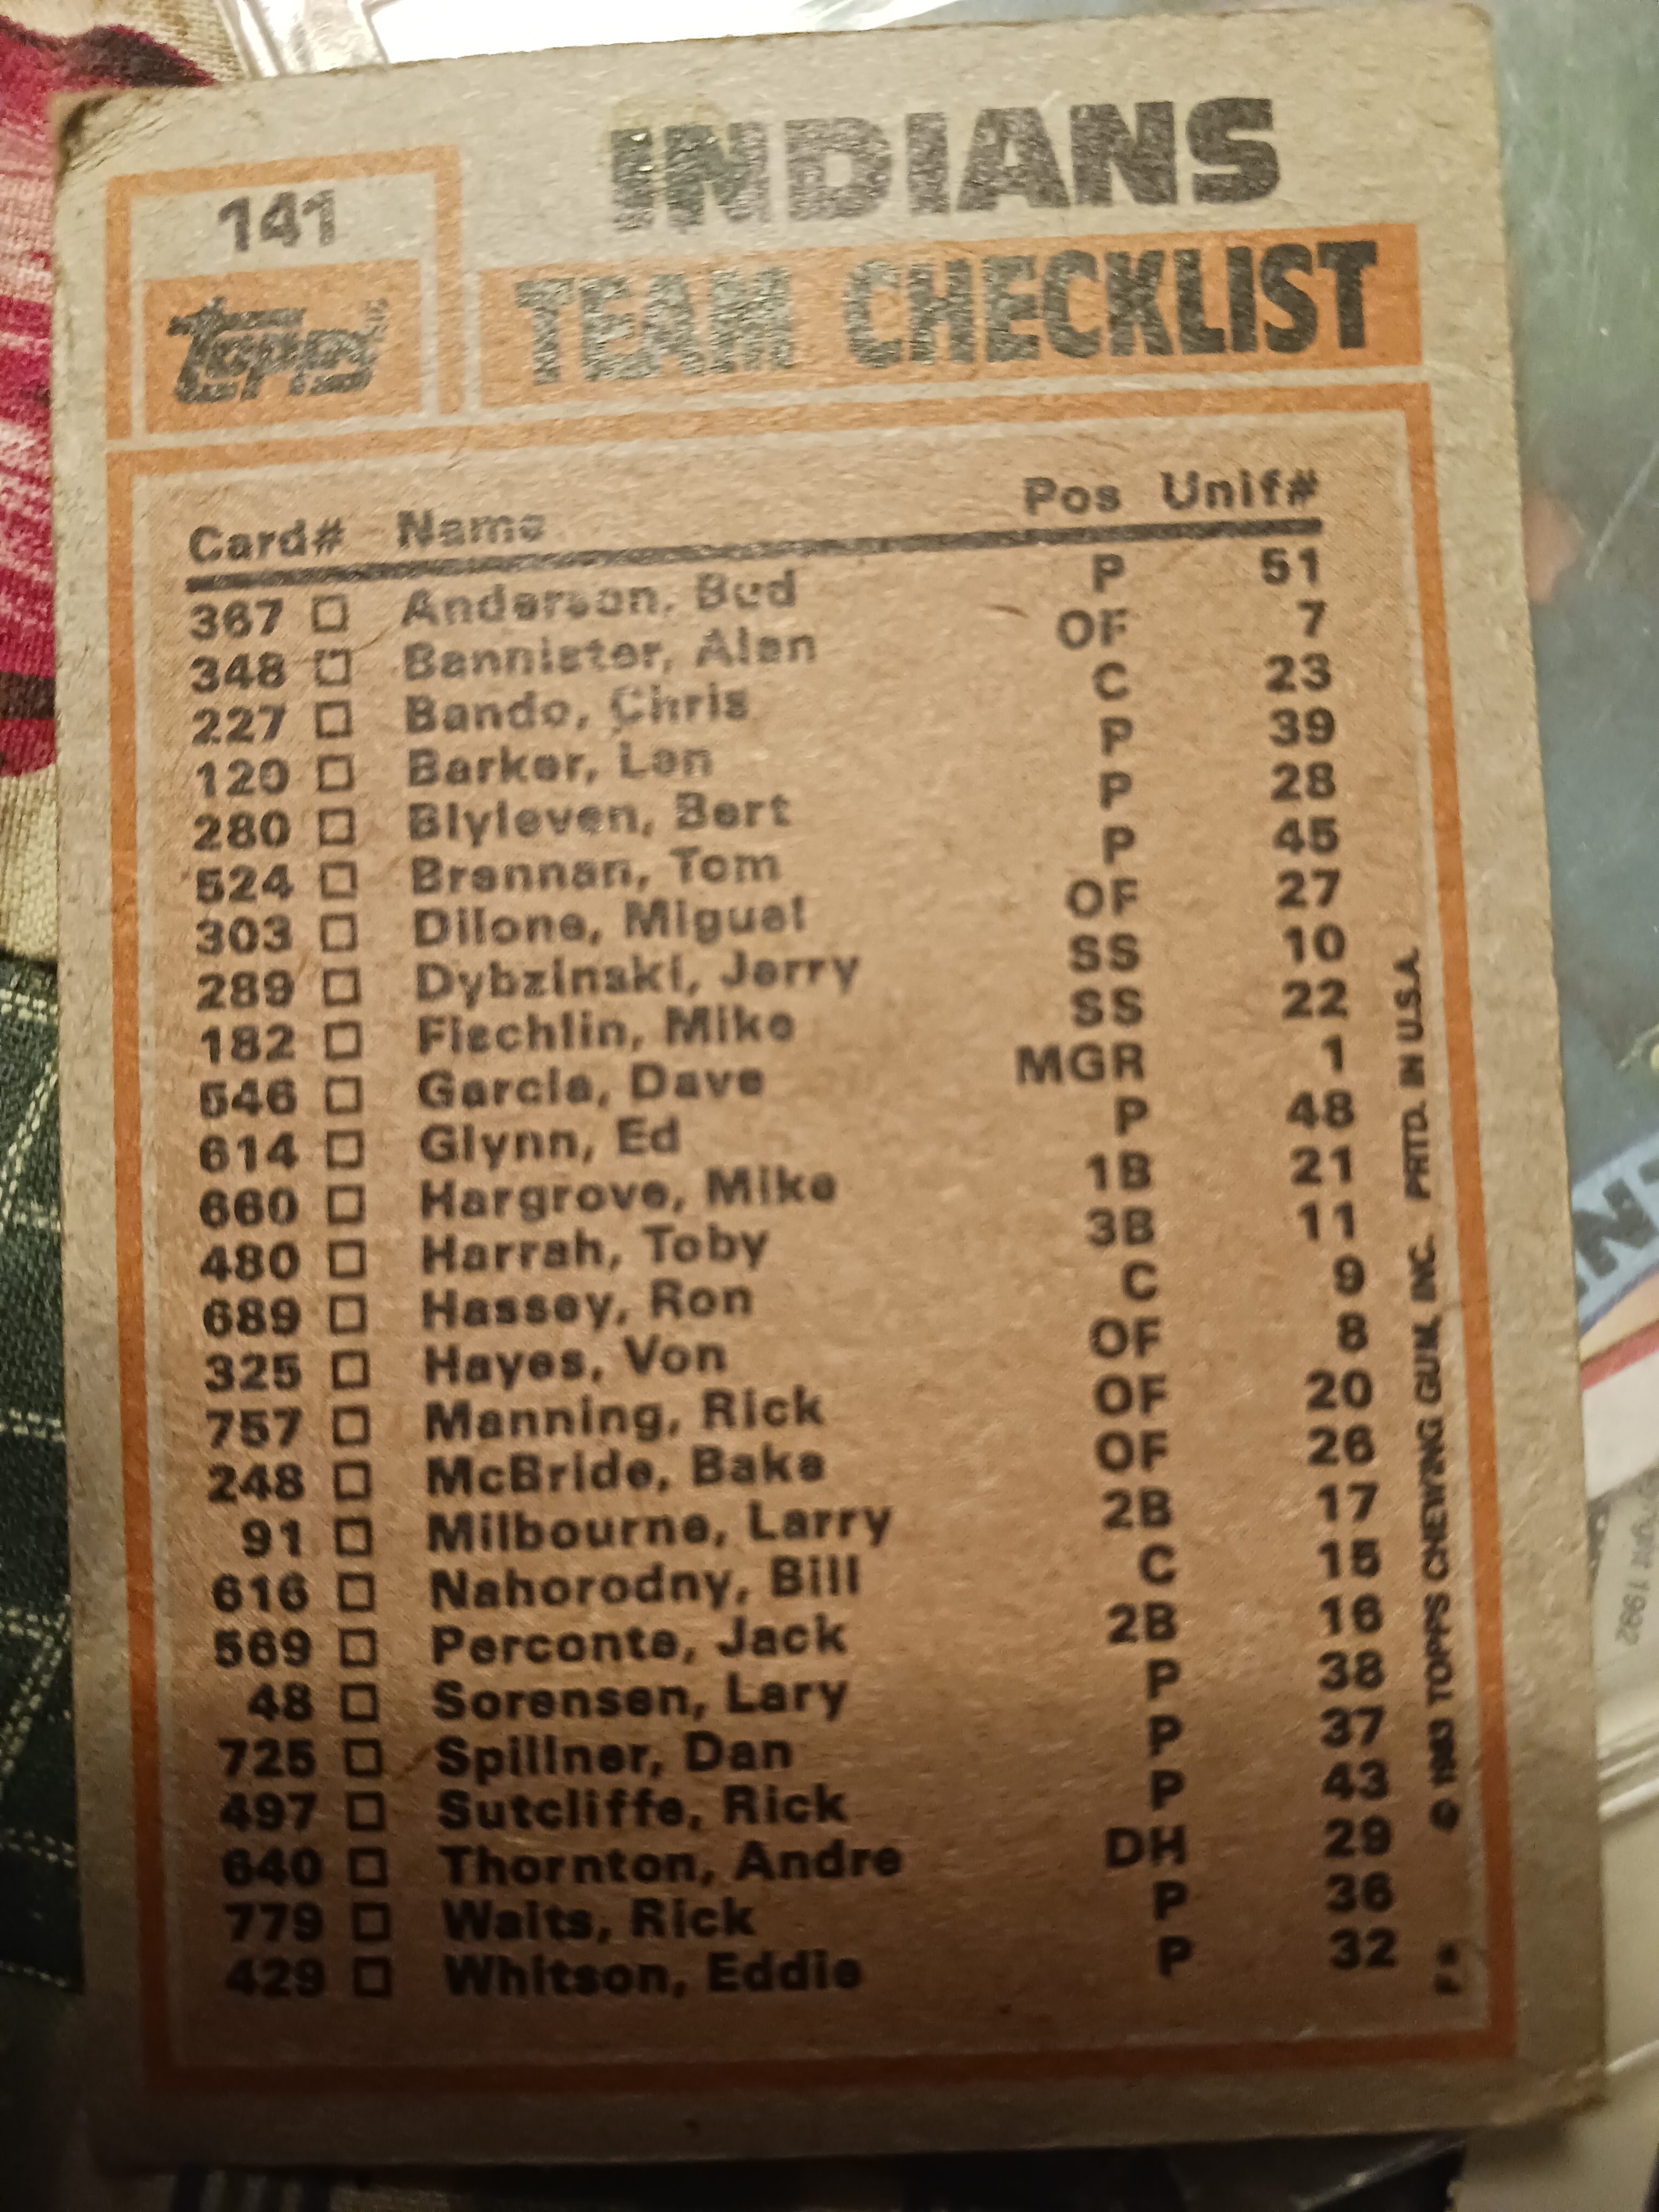 INDIANS
141
TEAM CHECKLIST
Topps
Card# Name Pos Unif#
367 Anderson, Bud P 51
348 Bannister, Alan OF 7
227 Bando, Chris C 23
120 Barker, Len P 39
280 Blyleven, Bert P 28
524 Brennan, Tom P 45
303 Dilone, Miguel OF 27
289 Dybzinski, Jerry SS 10
182 Fischlin, Mike SS 22
546 Garcia, Dave MGR 1
614 Glynn, Ed P 48
660 Hargrove, Mike 1B 21
480 Harrah, Toby 3B 11
689 Hassey, Ron C 9
325 Hayes, Von OF 8
757 Manning, Rick OF 20
248 McBride, Bake OF 26
91 Milbourne, Larry 2B 17
616 Nahorodny, Bill C 15
569 Perconte, Jack 2B 16
48 Sorensen, Lary P 38
725 Spillner, Dan P 37
497 Sutcliffe, Rick P 43
640 Thornton, Andre DH 29
779 Waits, Rick P 36
429 Whitson, Eddie P 32
© 1983 TOPPS CHEWING GUM, INC. PRTD. IN U.S.A.
1992